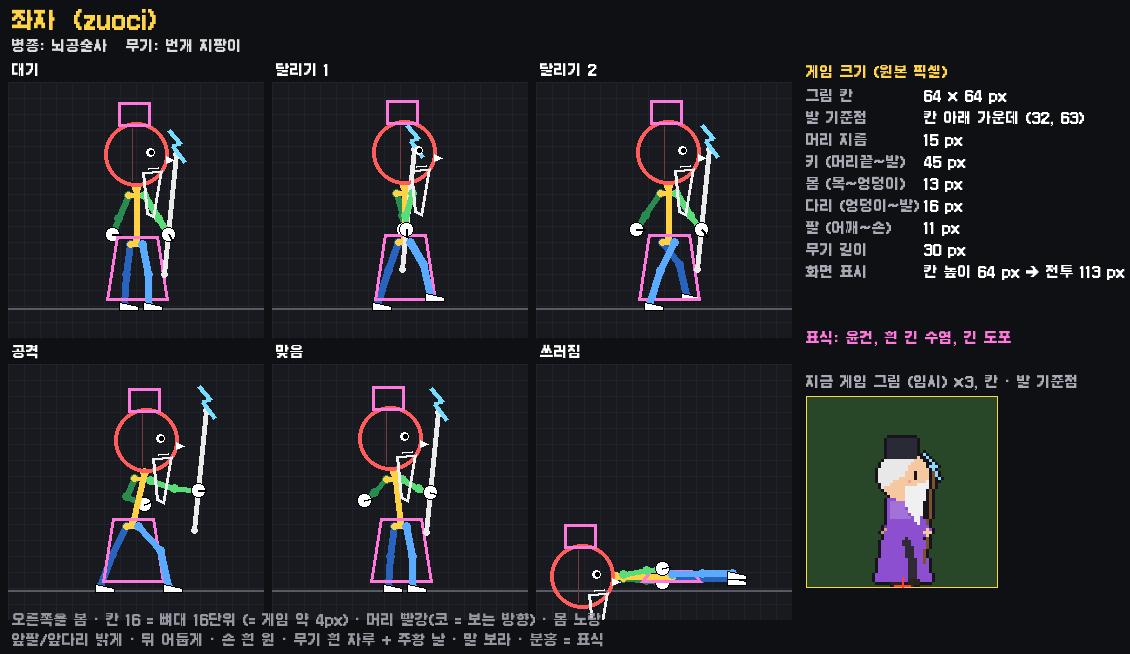 좌자 (zuoci)
병종: 뇌공술사 무기: 번개 지팡이
대기
달리기 1
달리기 2
공격
맞음
쓰러짐
게임 크기 (원본 픽셀)
그림 칸 64 × 64 px
발 기준점 칸 아래 가운데 (32, 63)
머리 지름 15 px
키 (머리끝~발) 45 px
몸 (목~엉덩이) 13 px
다리 (엉덩이~발) 16 px
팔 (어깨~손) 11 px
무기 길이 30 px
화면 표시 칸 높이 64 px → 전투 113 px
표식: 윤건, 흰 긴 수염, 긴 도포
지금 게임 그림 (임시) ×3, 칸 · 발 기준점
오른쪽을 봄 · 칸 16 = 뼈대 16단위 (= 게임 약 4px) · 머리 빨강(코 = 보는 방향) · 몸 노랑
앞팔/앞다리 밝게 · 뒤 어둡게 · 손 흰 원 · 무기 흰 자루 + 주황 날 · 말 보라 · 분홍 = 표식